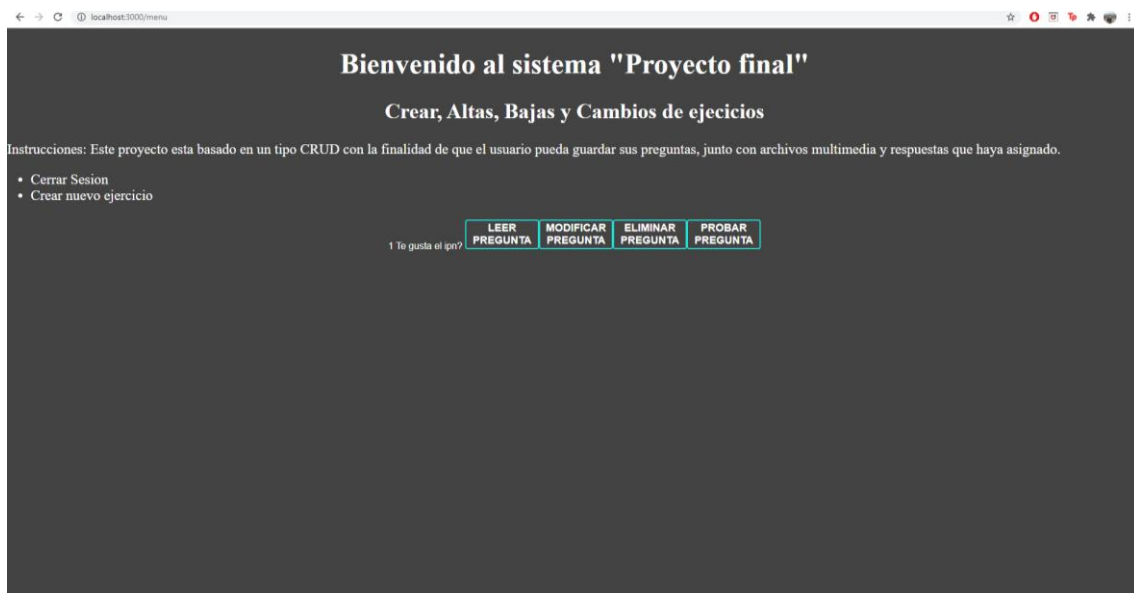 localhost:3000/menu
Bienvenido al sistema "Proyecto final"
Crear, Altas, Bajas y Cambios de ejecicios
Instrucciones: Este proyecto esta basado en un tipo CRUD con la finalidad de que el usuario pueda guardar sus preguntas, junto con archivos multimedia y respuestas que haya asignado.
• Cerrar Sesion
• Crear nuevo ejercicio
1 Te gusta el ipn? LEER PREGUNTA MODIFICAR PREGUNTA ELIMINAR PREGUNTA PROBAR PREGUNTA